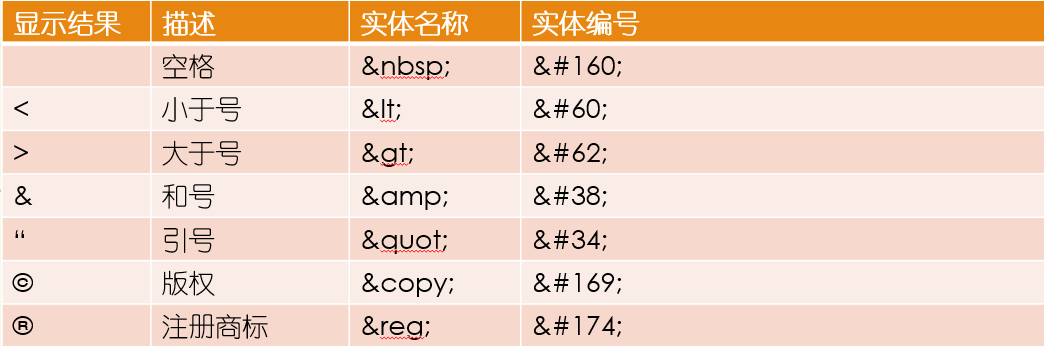 显示结果 描述 实体名称 实体编号
空格 &nbsp; &#160;
< 小于号 &lt; &#60;
> 大于号 &gt; &#62;
& 和号 &amp; &#38;
“ 引号 &quot; &#34;
© 版权 &copy; &#169;
® 注册商标 &reg; &#174;